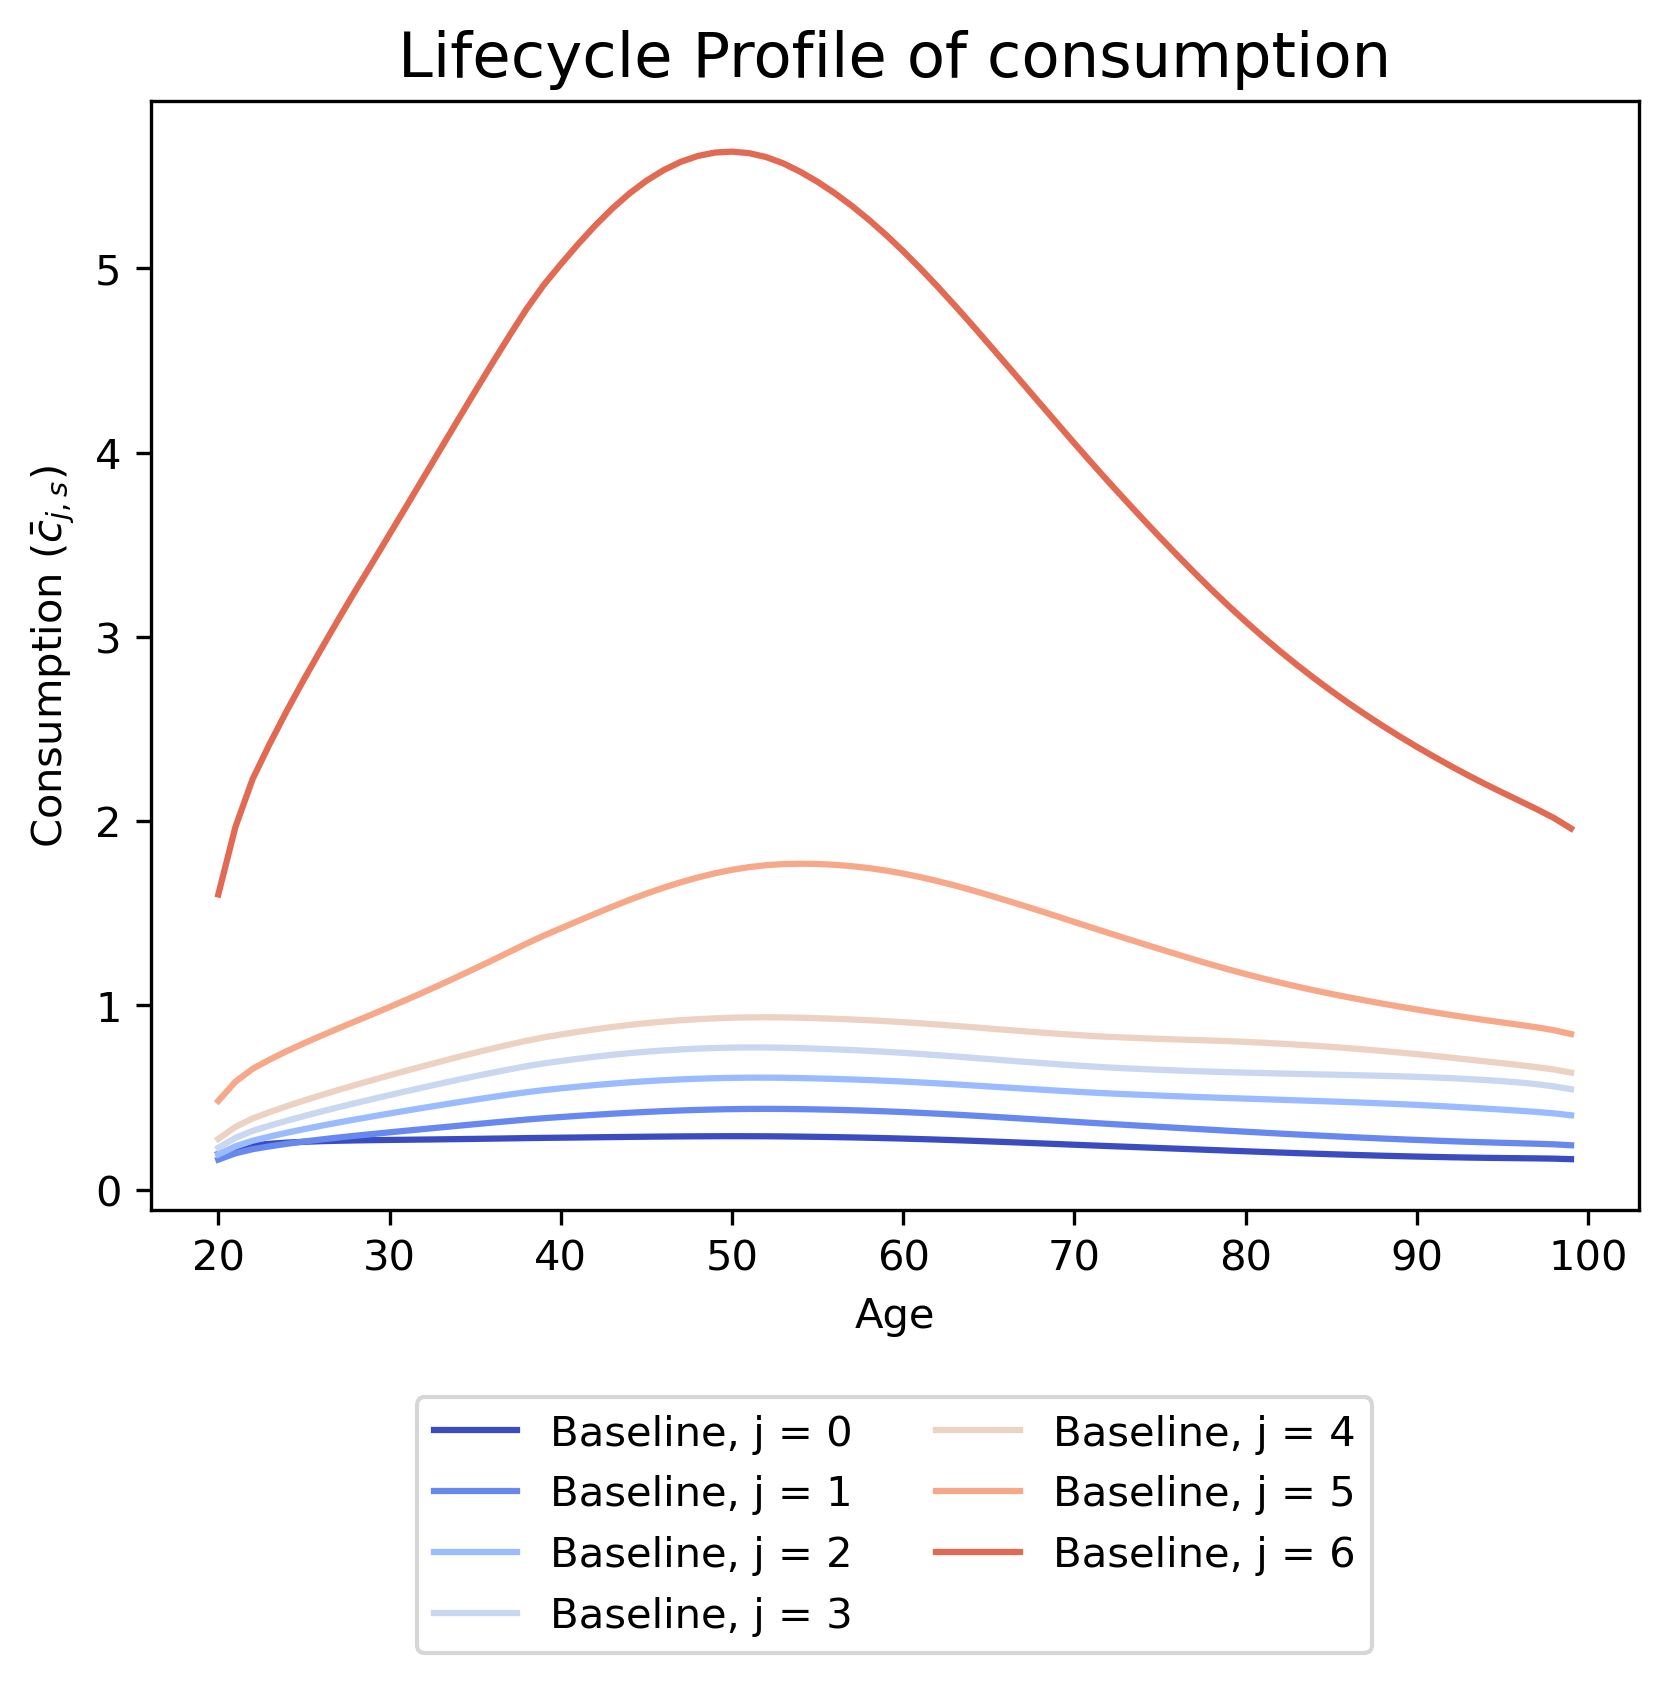 Lifecycle Profile of consumption
Consumption (c̄j,s)
5
4
3
2
1
0
20 30 40 50 60 70 80 90 100
Age
Baseline, j = 0
Baseline, j = 1
Baseline, j = 2
Baseline, j = 3
Baseline, j = 4
Baseline, j = 5
Baseline, j = 6